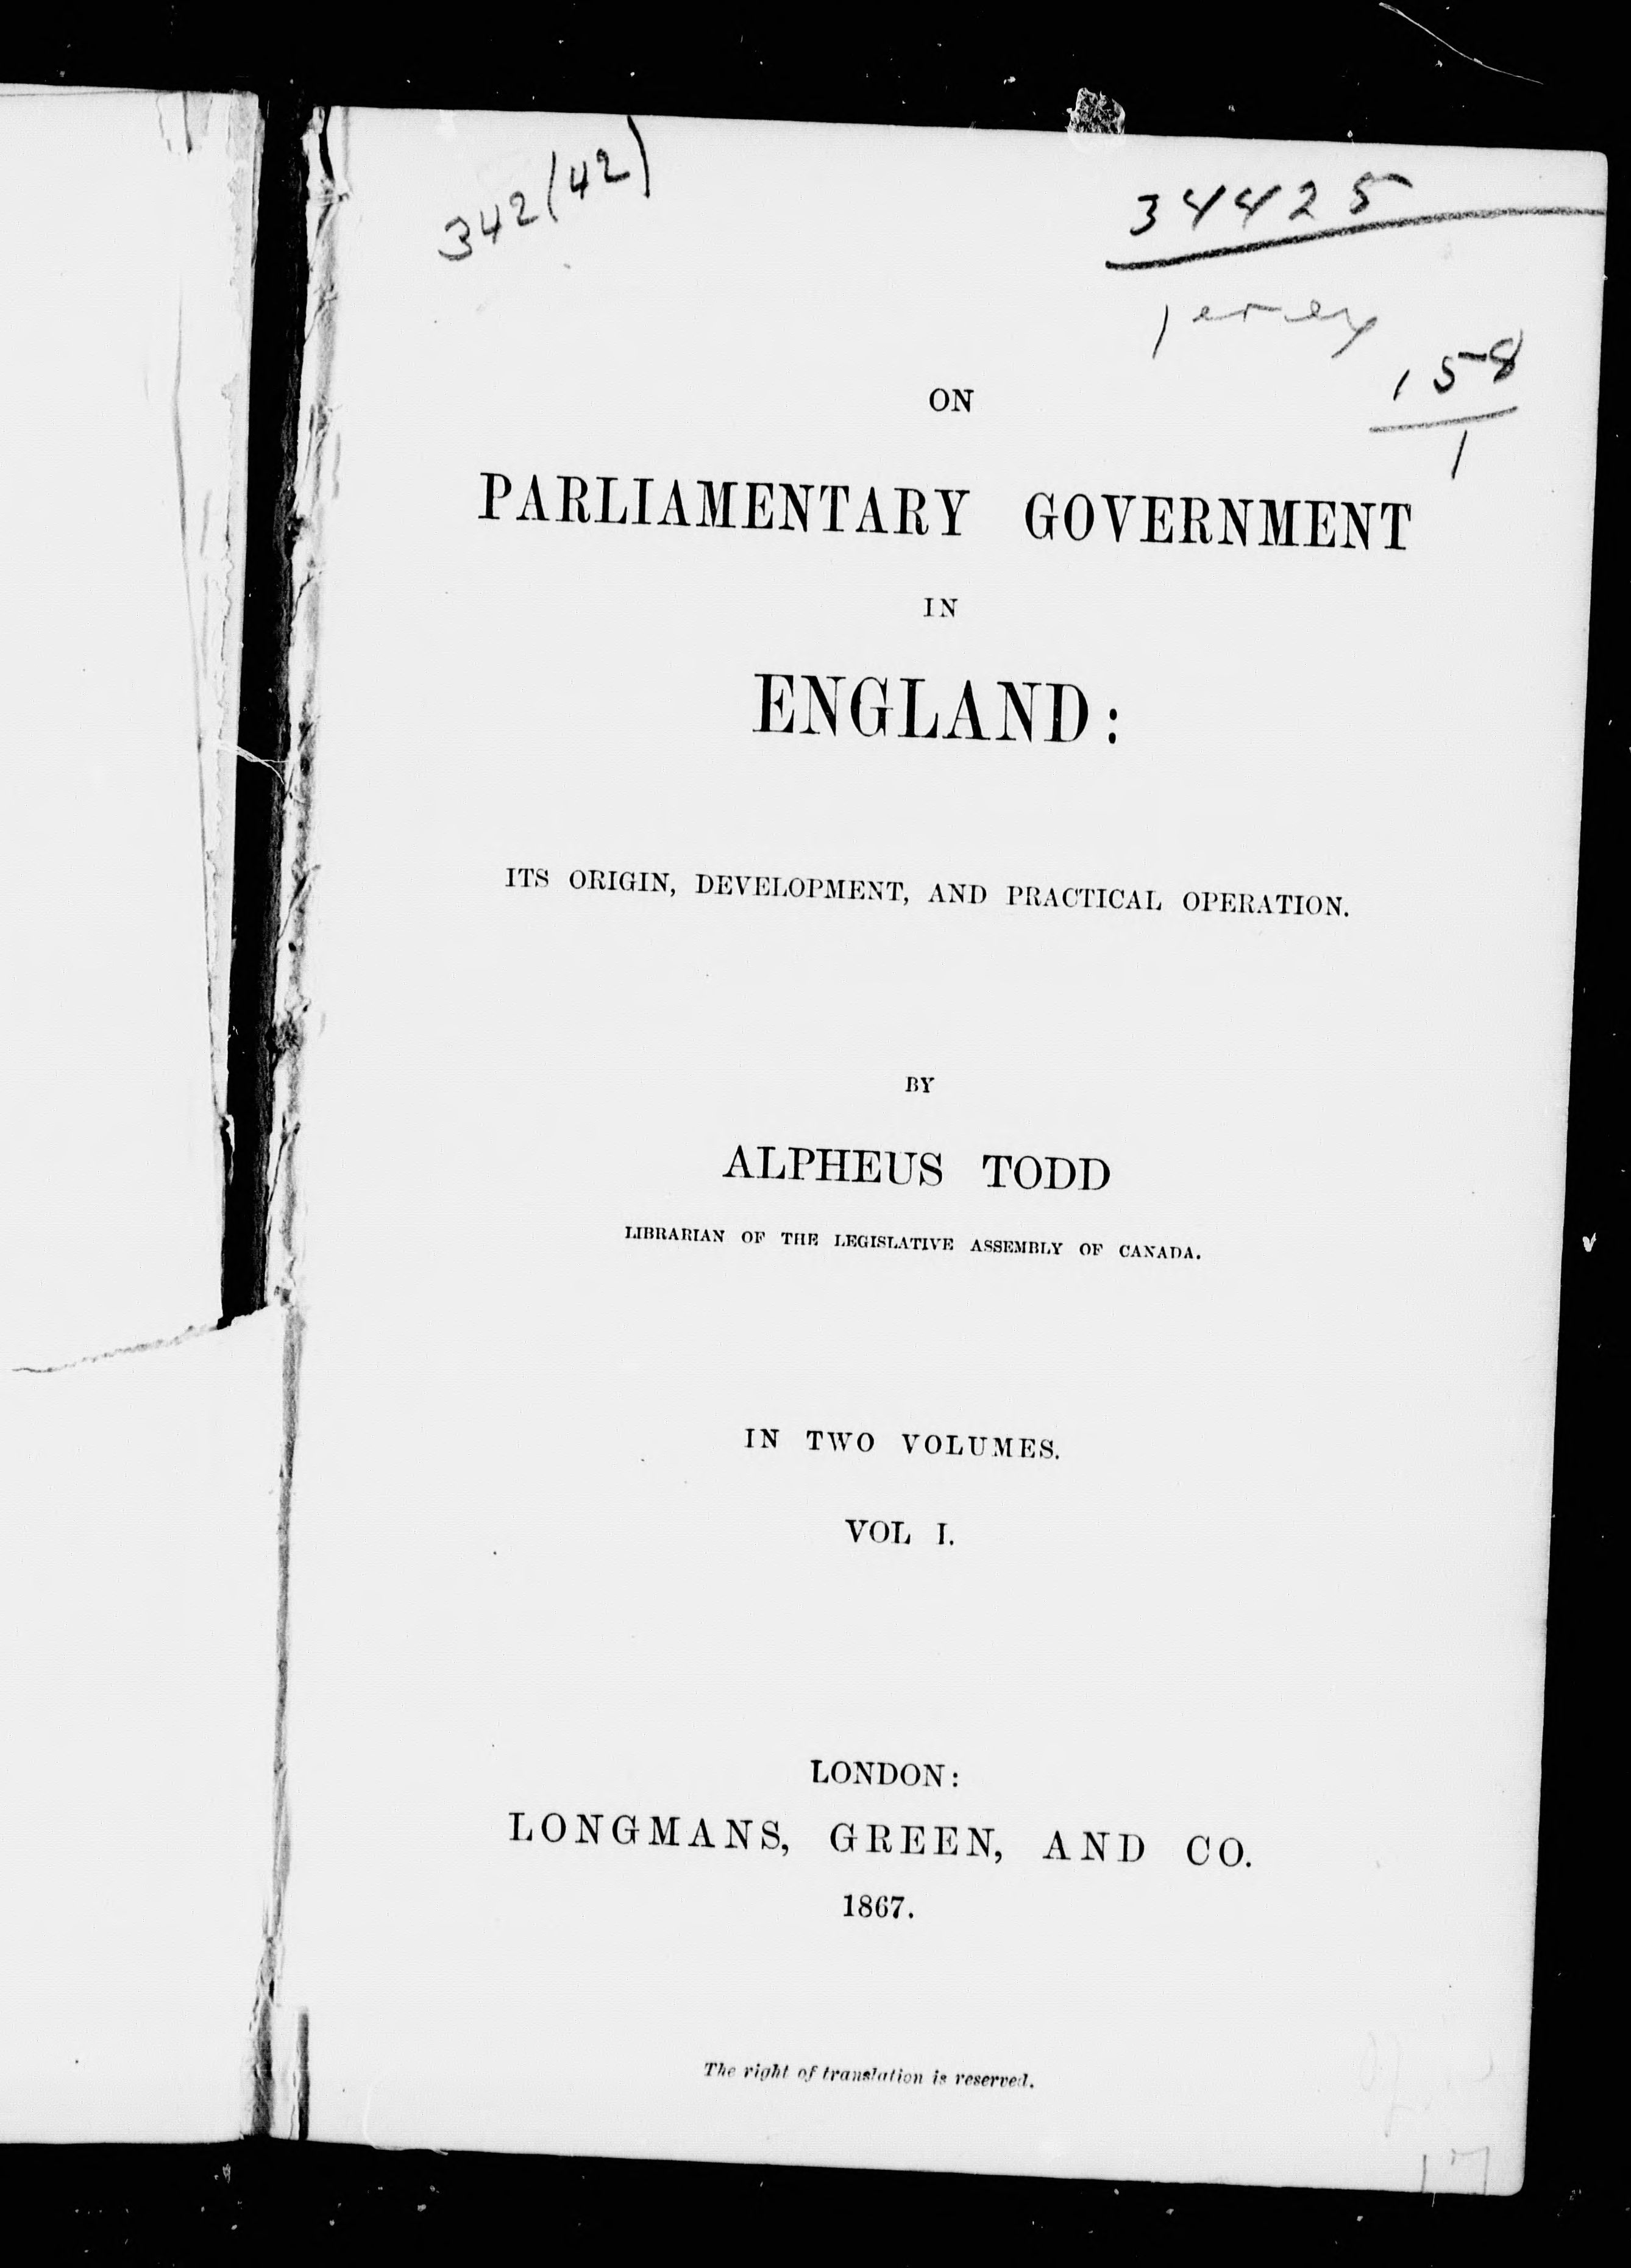 342(42)
34425
158
1
ON
PARLIAMENTARY GOVERNMENT
IN
ENGLAND:
ITS ORIGIN, DEVELOPMENT, AND PRACTICAL OPERATION.
BY
ALPHEUS TODD
LIBRARIAN OF THE LEGISLATIVE ASSEMBLY OF CANADA.
IN TWO VOLUMES.
VOL I.
LONDON:
LONGMANS, GREEN, AND CO.
1867.
The right of translation is reserved.